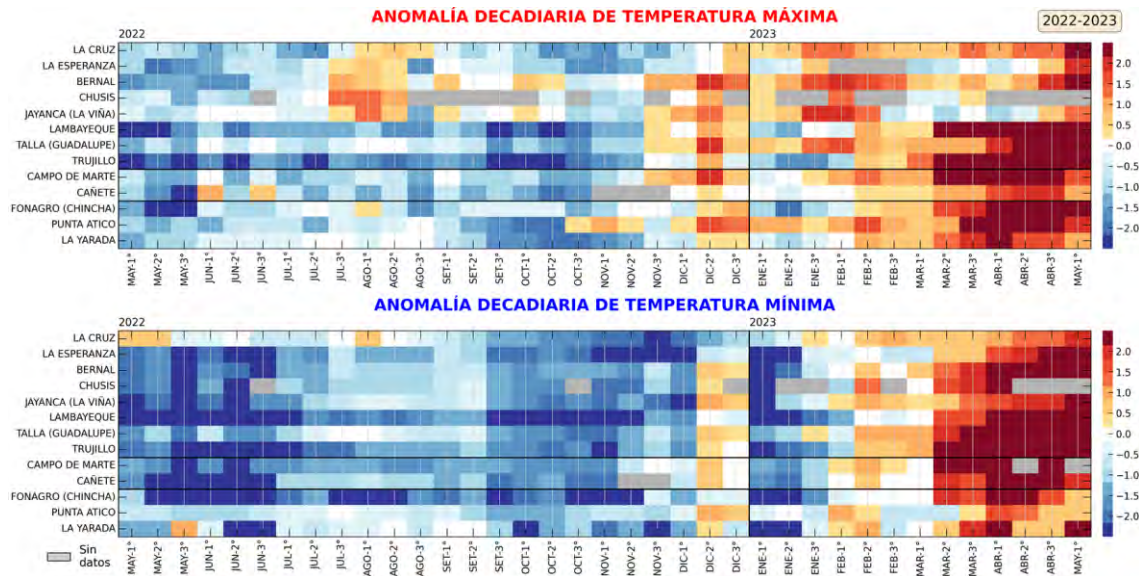 ANOMALÍA DECADIARIA DE TEMPERATURA MÁXIMA
2022-2023
2022
2023
LA CRUZ
LA ESPERANZA
BERNAL
CHUSIS
JAYANCA (LA VIÑA)
LAMBAYEQUE
TALLA (GUADALUPE)
TRUJILLO
CAMPO DE MARTE
CAÑETE
FONAGRO (CHINCHA)
PUNTA ATICO
LA YARADA
2.0
1.5
1.0
0.5
0.0
−0.5
−1.0
−1.5
−2.0
MAY-1° MAY-2° MAY-3° JUN-1° JUN-2° JUN-3° JUL-1° JUL-2° JUL-3° AGO-1° AGO-2° AGO-3° SET-1° SET-2° SET-3° OCT-1° OCT-2° OCT-3° NOV-1° NOV-2° NOV-3° DIC-1° DIC-2° DIC-3° ENE-1° ENE-2° ENE-3° FEB-1° FEB-2° FEB-3° MAR-1° MAR-2° MAR-3° ABR-1° ABR-2° ABR-3° MAY-1°
ANOMALÍA DECADIARIA DE TEMPERATURA MÍNIMA
2022
2023
LA CRUZ
LA ESPERANZA
BERNAL
CHUSIS
JAYANCA (LA VIÑA)
LAMBAYEQUE
TALLA (GUADALUPE)
TRUJILLO
CAMPO DE MARTE
CAÑETE
FONAGRO (CHINCHA)
PUNTA ATICO
LA YARADA
2.0
1.5
1.0
0.5
0.0
−0.5
−1.0
−1.5
−2.0
Sin
datos
MAY-1° MAY-2° MAY-3° JUN-1° JUN-2° JUN-3° JUL-1° JUL-2° JUL-3° AGO-1° AGO-2° AGO-3° SET-1° SET-2° SET-3° OCT-1° OCT-2° OCT-3° NOV-1° NOV-2° NOV-3° DIC-1° DIC-2° DIC-3° ENE-1° ENE-2° ENE-3° FEB-1° FEB-2° FEB-3° MAR-1° MAR-2° MAR-3° ABR-1° ABR-2° ABR-3° MAY-1°